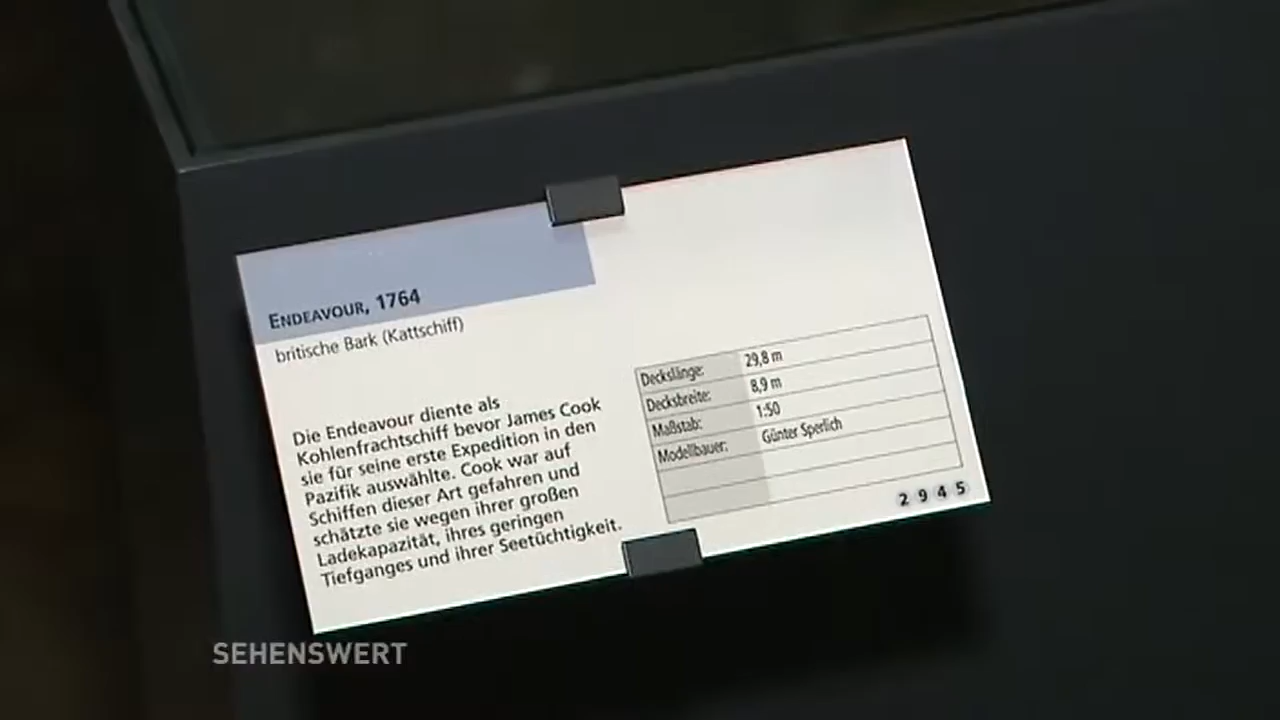 ENDEAVOUR, 1764
britische Bark (Kattschiff)
Die Endeavour diente als
Kohlenfrachtschiff bevor James Cook
sie für seine erste Expedition in den
Pazifik auswählte. Cook war auf
Schiffen dieser Art gefahren und
schätzte sie wegen ihrer großen
Ladekapazität, ihres geringen
Tiefganges und ihrer Seetüchtigkeit.
Deckslänge: 29,8 m
Decksbreite: 8,9 m
Maßstab: 1:50
Modellbauer: Günter Sperlich
2945
SEHENSWERT